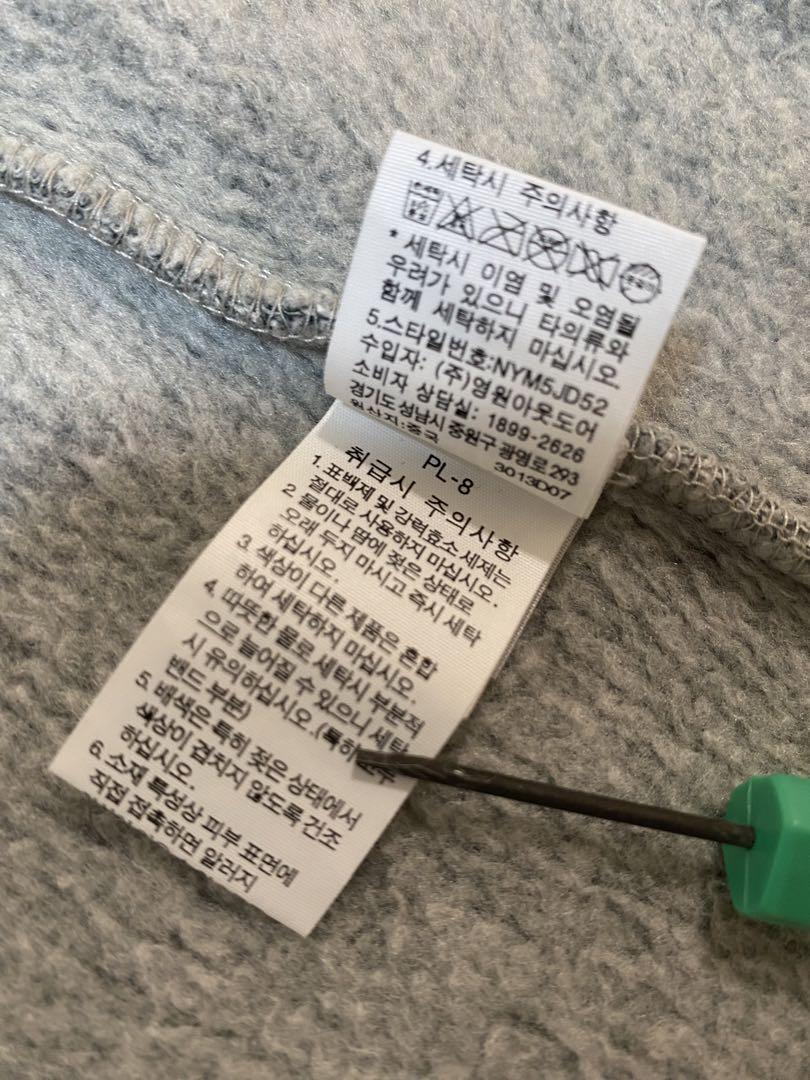 4.세탁시 주의사항
* 세탁시 이염 및 오염될
우려가 있으니 타의류와
함께 세탁하지 마십시오.
5.스타일번호:NYM5JD52
수입자: (주)영원아웃도어
소비자 상담실: 1899-2626
경기도 성남시 중원구 광명로 293
원산지:중국 3013D07
PL-8
취급시 주의사항
1.표백제 및 강력효소 세제는
절대로 사용하지 마십시오.
2 물이나 땀에 젖은 상태로
오래 두지 마시고 즉시 세탁
하십시오.
3. 색상이 다른 제품은 혼합
하여 세탁하지 마십시오.
4. 따뜻한 물로 세탁시 부분적
으로 늘어질 수 있으니 세탁
시 유의하십시오.(특히
밴드 부분)
5. 배색은 특히 젖은 상태에서
색상이 겹치지 않도록 건조
하십시오.
6. 소재 특성상 피부 표면에
직접 접촉하면 알러지